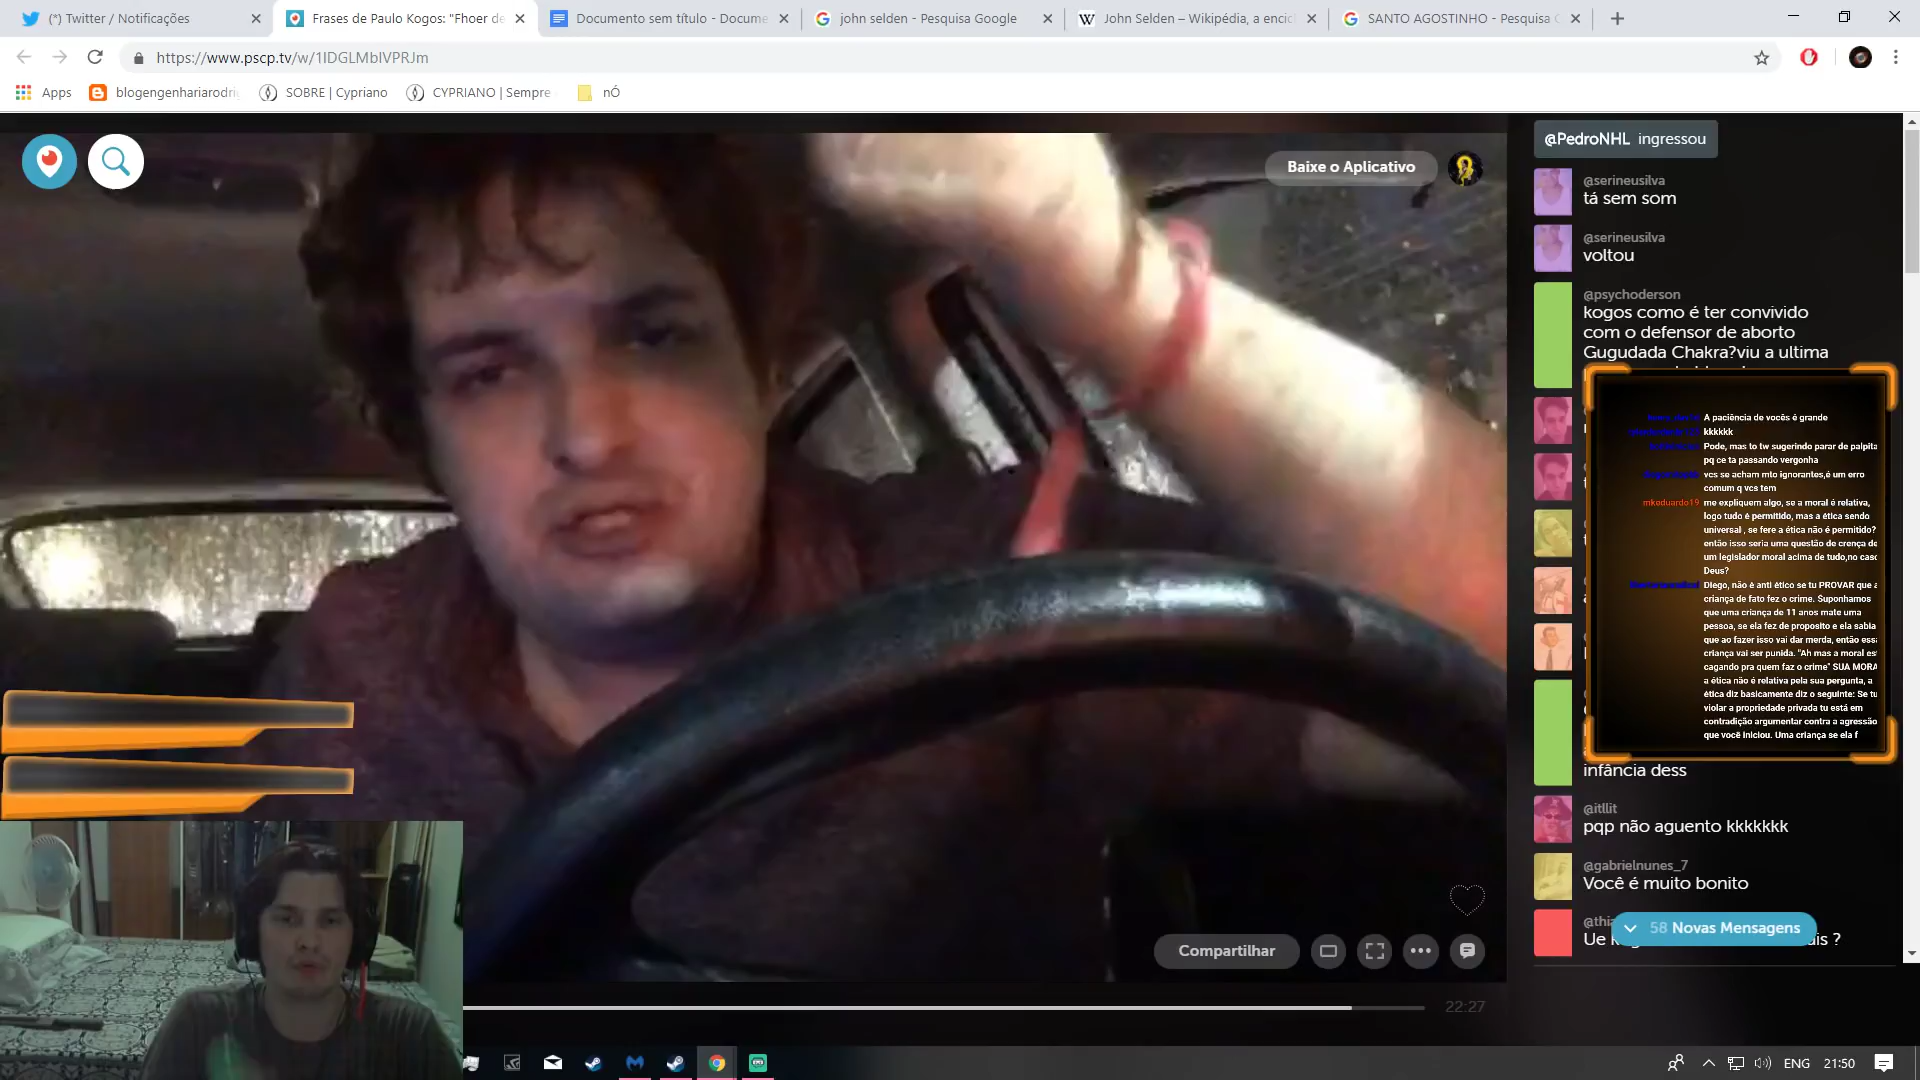 (*) Twitter / Notificações
Frases de Paulo Kogos: "Fhoer de
Documento sem título - Docume
john selden - Pesquisa Google
John Selden – Wikipédia, a encic
SANTO AGOSTINHO - Pesquisa G
https://www.pscp.tv/w/1IDGLMbIVPRJm
Apps
blogengenhariarodri
SOBRE | Cypriano
CYPRIANO | Sempre
nÓ
Baixe o Aplicativo
@PedroNHL ingressou
@serineusilva
tá sem som
@serineusilva
voltou
@psychoderson
kogos como é ter convivido
com o defensor de aborto
Gugudada Chakra?viu a ultima
A paciência de vocês é grande
kkkkkk
Pode, mas to tw sugerindo parar de palpita
pq ce ta passando vergonha
vcs se acham mto ignorantes,é um erro
comum q vcs tem
mkeduardo19 me expliquem algo, se a moral é relativa,
logo tudo é permitido, mas a ética sendo
universal , se fere a ética não é permitido?
então isso seria uma questão de crença de
um legislador moral acima de tudo,no caso
Deus?
Diego, não é anti ético se tu PROVAR que a
criança de fato fez o crime. Suponhamos
que uma criança de 11 anos mate uma
pessoa, se ela fez de proposito e ela sabia
que ao fazer isso vai dar merda, então ess
criança vai ser punida. "Ah mas a moral es
cagando pra quem faz o crime" SUA MORA
a ética não é relativa pela sua pergunta, a
ética diz basicamente diz o seguinte: Se tu
violar a propriedade privada tu está em
contradição argumentar contra a agressão
que você iniciou. Uma criança se ela f
infância dess
@itllit
pqp não aguento kkkkkkk
@gabrielnunes_7
Você é muito bonito
@thi
58 Novas Mensagens
Ue
is ?
Compartilhar
22:27
ENG
21:50